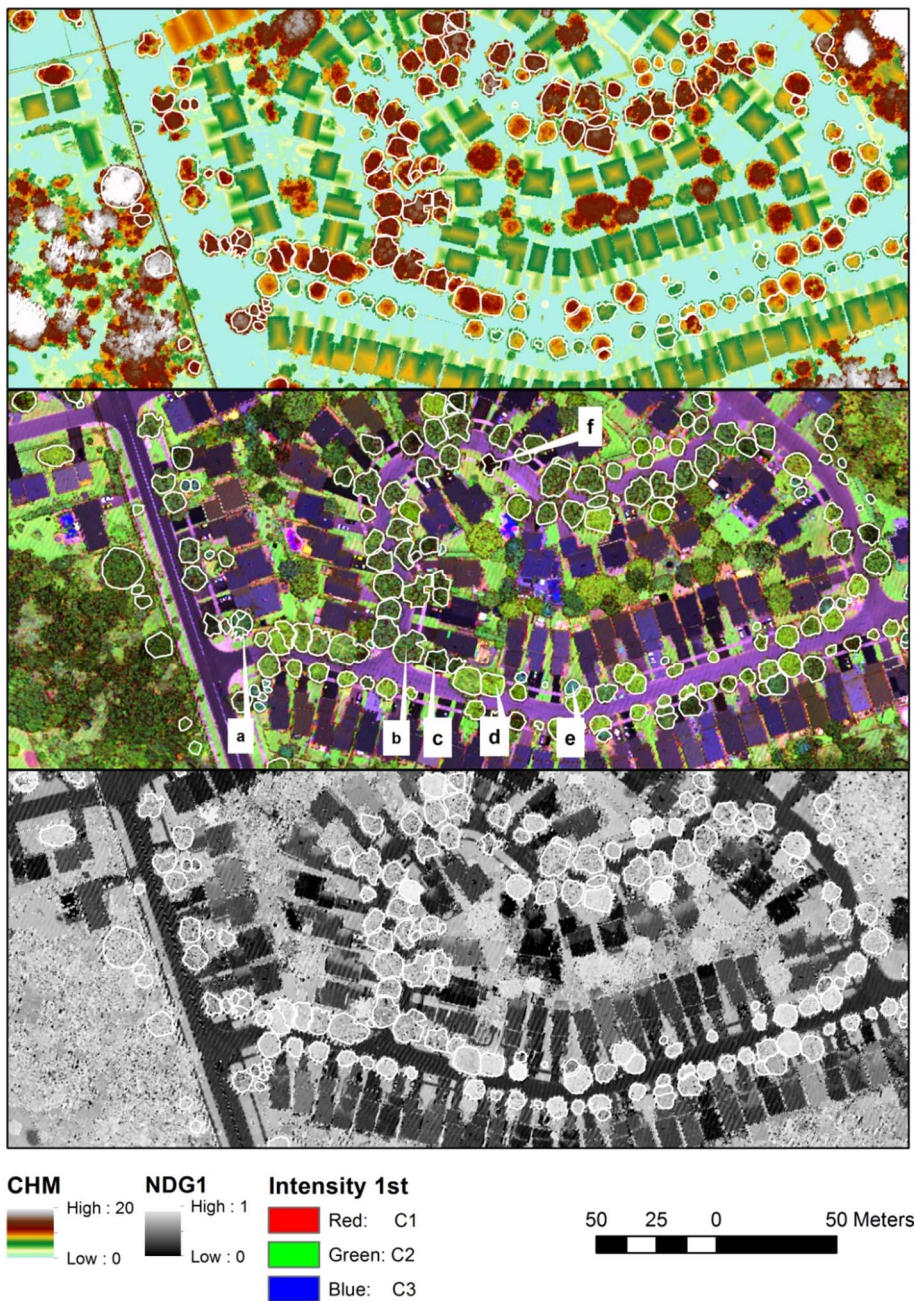 f
a
b
c
d
e
CHM
High : 20
Low : 0
NDG1
High : 1
Low : 0
Intensity 1st
Red: C1
Green: C2
Blue: C3
50 25 0 50 Meters